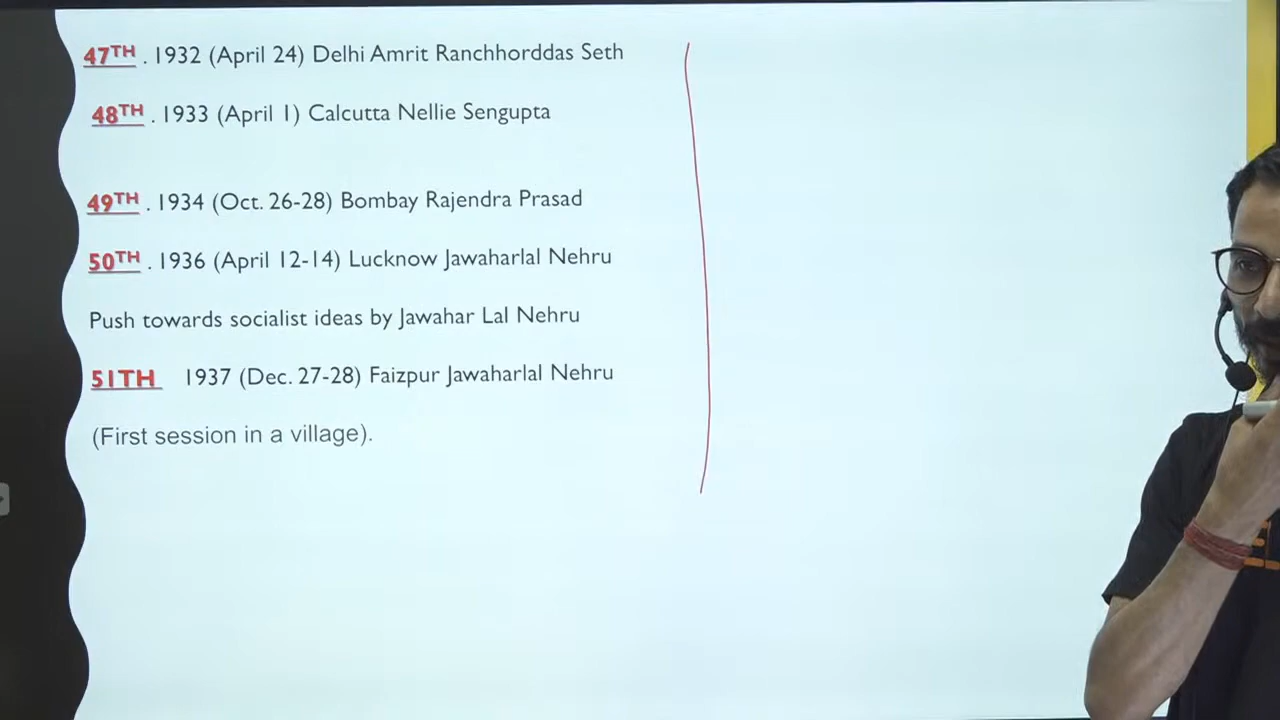 47TH . 1932 (April 24) Delhi Amrit Ranchhorddas Seth
48TH . 1933 (April 1) Calcutta Nellie Sengupta
49TH . 1934 (Oct. 26-28) Bombay Rajendra Prasad
50TH . 1936 (April 12-14) Lucknow Jawaharlal Nehru
Push towards socialist ideas by Jawahar Lal Nehru
51TH 1937 (Dec. 27-28) Faizpur Jawaharlal Nehru
(First session in a village).